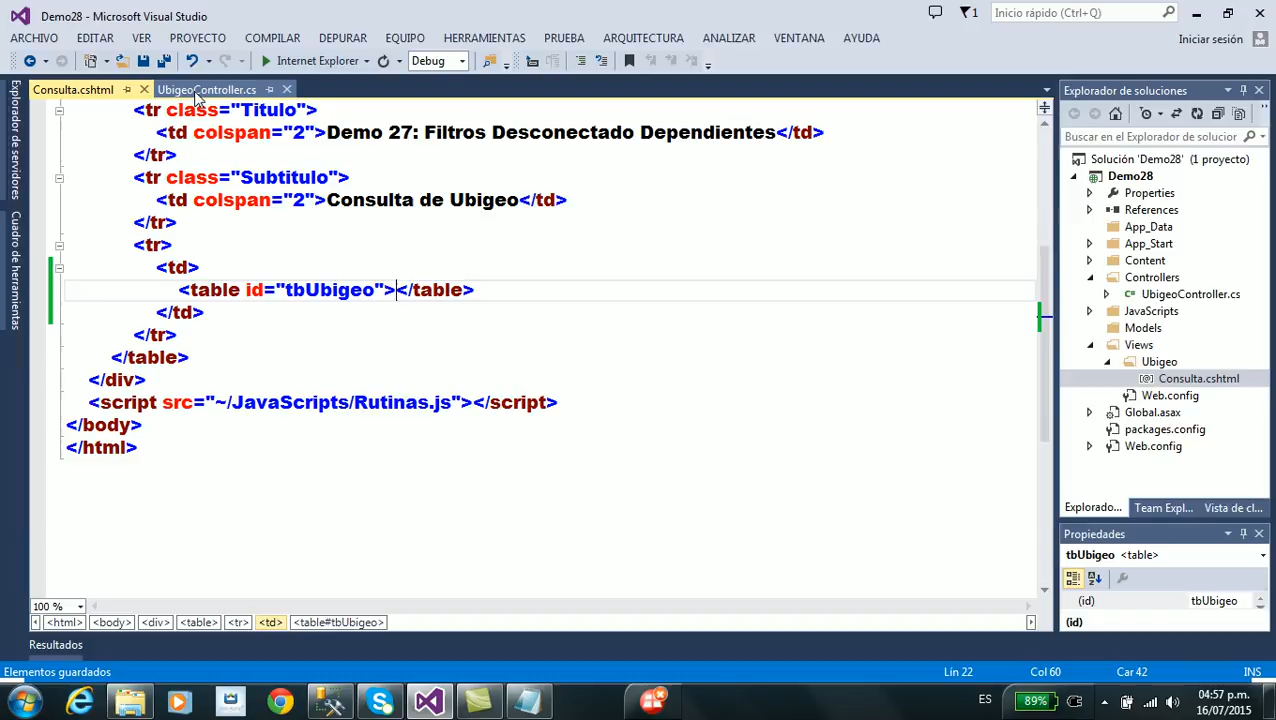 Demo28 - Microsoft Visual Studio
1
Inicio rápido (Ctrl+Q)
ARCHIVO EDITAR VER PROYECTO COMPILAR DEPURAR EQUIPO HERRAMIENTAS PRUEBA ARQUITECTURA ANALIZAR VENTANA AYUDA
Iniciar sesión
Internet Explorer
Debug
Consulta.cshtml
UbigeoController.cs
Explorador de servidores
Cuadro de herramientas
<tr class="Titulo">
<td colspan="2">Demo 27: Filtros Desconectado Dependientes</td>
</tr>
<tr class="Subtitulo">
<td colspan="2">Consulta de Ubigeo</td>
</tr>
<tr>
<td>
<table id="tbUbigeo"></table>
</td>
</tr>
</table>
</div>
<script src="~/JavaScripts/Rutinas.js"></script>
</body>
</html>
100 %
<html> <body> <div> <table> <tr> <td> <table#tbUbigeo>
Explorador de soluciones
Buscar en el Explorador de solucior
Solución 'Demo28' (1 proyecto)
Demo28
Properties
References
App_Data
App_Start
Content
Controllers
UbigeoController.cs
JavaScripts
Models
Views
Ubigeo
Consulta.cshtml
Web.config
Global.asax
packages.config
Web.config
Explorado... Team Expl... Vista de cl...
Propiedades
tbUbigeo <table>
(id) tbUbigeo
(id)
Resultados
Elementos guardados
Lín 22 Col 60 Car 42 INS
ES
89%
04:57 p.m.
16/07/2015